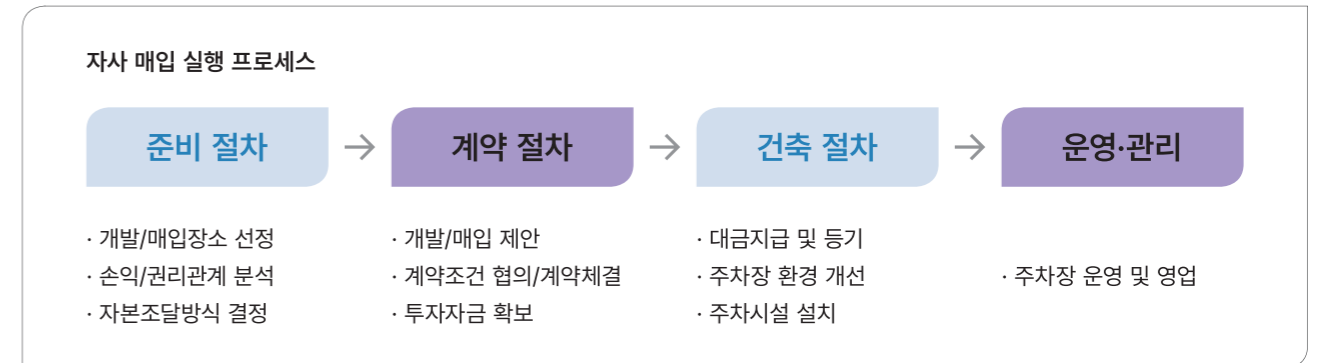 자사 매입 실행 프로세스
준비 절차 → 계약 절차 → 건축 절차 → 운영·관리
· 개발/매입장소 선정
· 손익/권리관계 분석
· 자본조달방식 결정
· 개발/매입 제안
· 계약조건 협의/계약체결
· 투자자금 확보
· 대금지급 및 등기
· 주차장 환경 개선
· 주차시설 설치
· 주차장 운영 및 영업